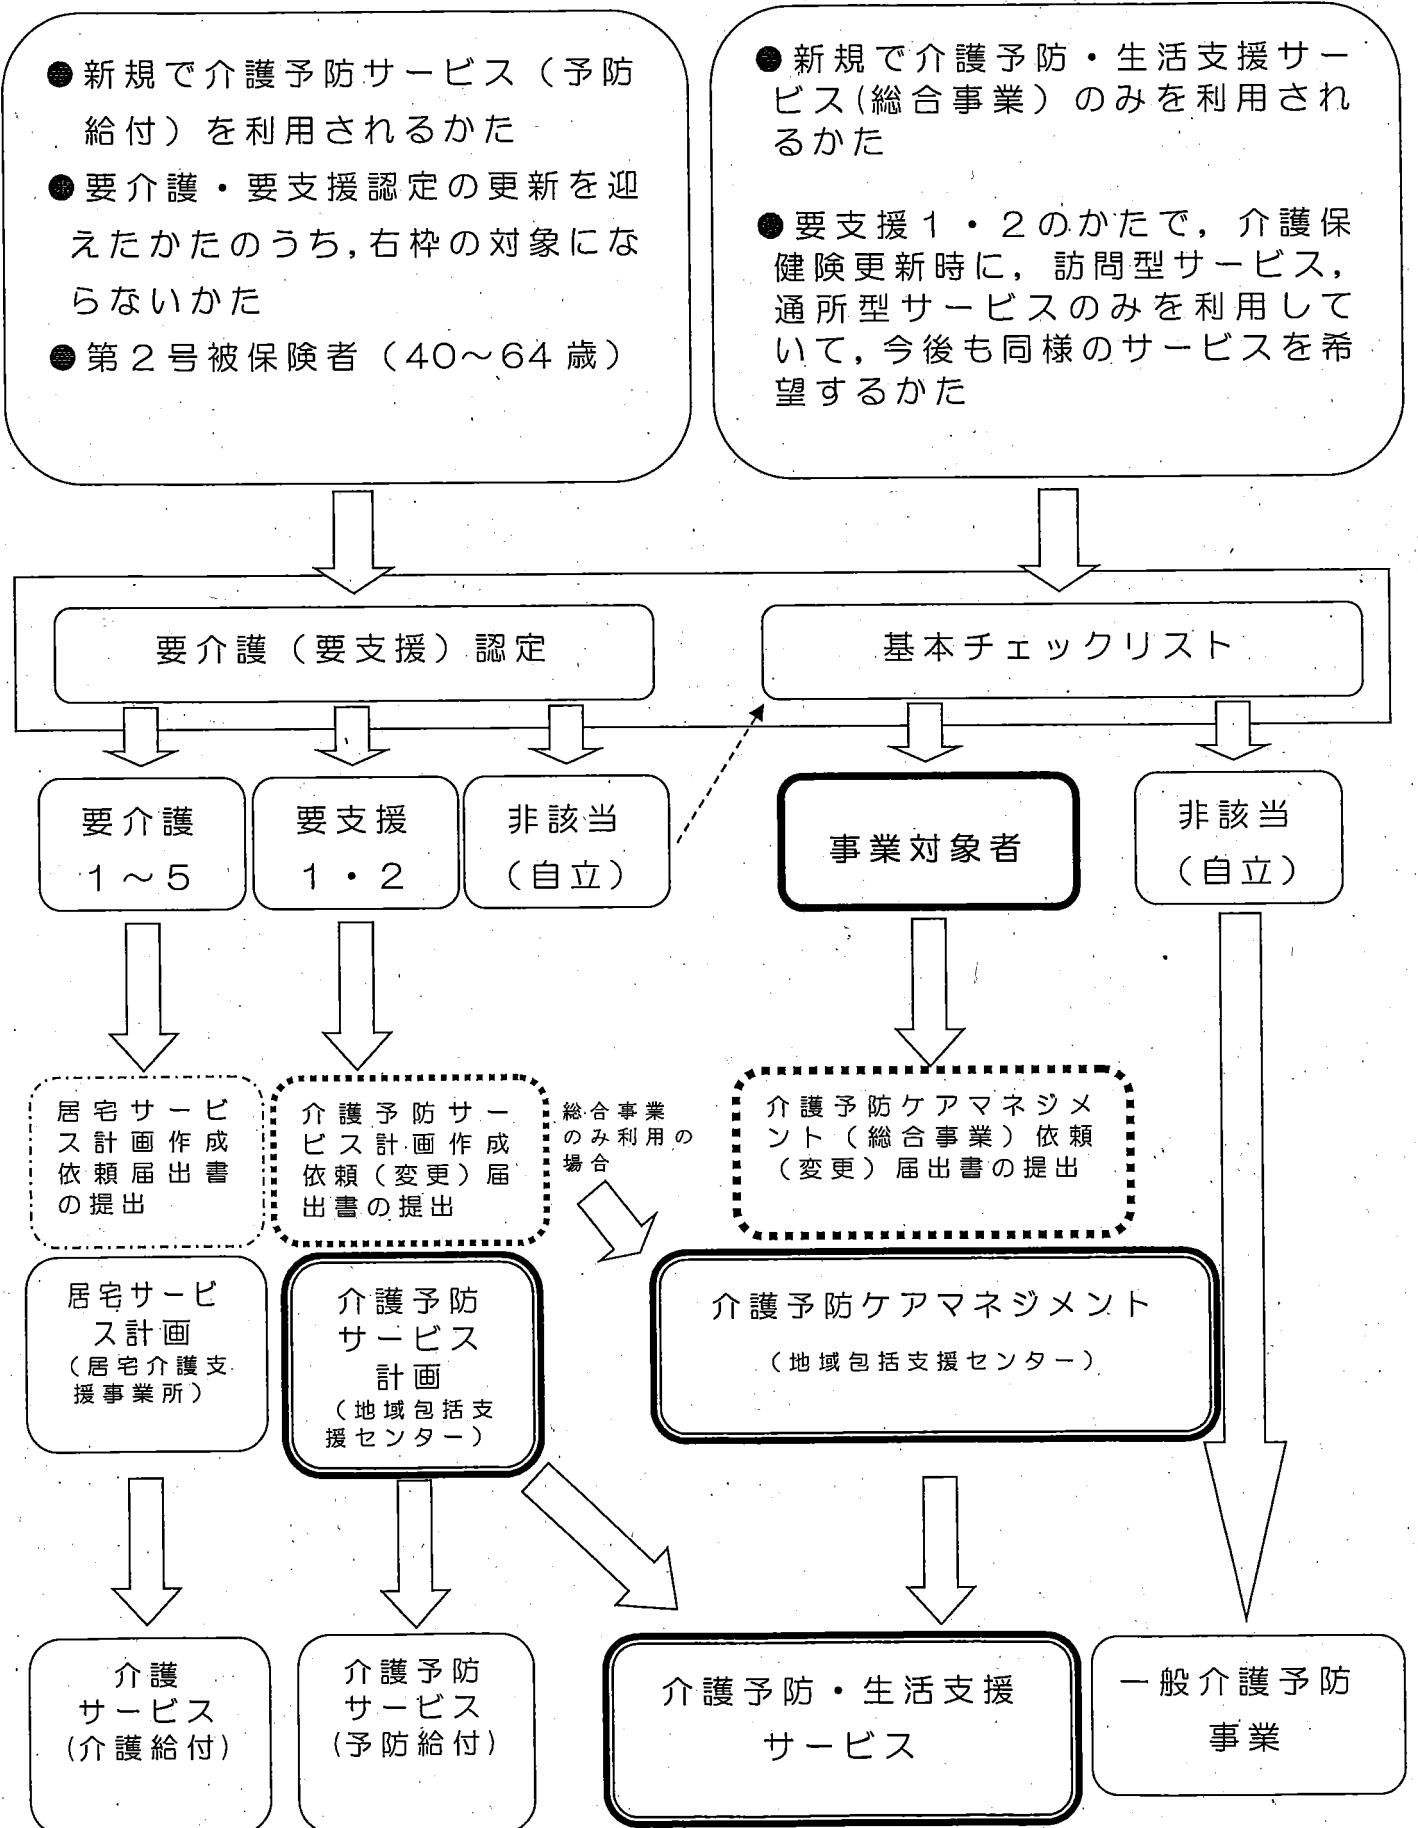 ●新規で介護予防サービス（予防
給付）を利用されるかた
●要介護・要支援認定の更新を迎
えたかたのうち，右枠の対象にな
らないかた
●第２号被保険者（40～64歳）
●新規で介護予防・生活支援サー
ビス(総合事業）のみを利用され
るかた
●要支援１・２のかたで，介護保
健険更新時に，訪問型サービス，
通所型サービスのみを利用して
いて，今後も同様のサービスを希
望するかた
要介護（要支援）認定
基本チェックリスト
要介護
１～５
要支援
１・２
非該当
（自立）
事業対象者
非該当
（自立）
居宅サービ
ス計画作成
依頼届出書
の提出
介護予防サー
ビス計画作成
依頼（変更）届
出書の提出
総合事業
のみ利用の
場合
介護予防ケアマネジメ
ント（総合事業）依頼
（変更）届出書の提出
居宅サービ
ス計画
（居宅介護支
援事業所）
介護予防
サービス
計画
（地域包括支
援センター）
介護予防ケアマネジメント
（地域包括支援センター）
介護
サービス
(介護給付)
介護予防
サービス
(予防給付)
介護予防・生活支援
サービス
一般介護予防
事業